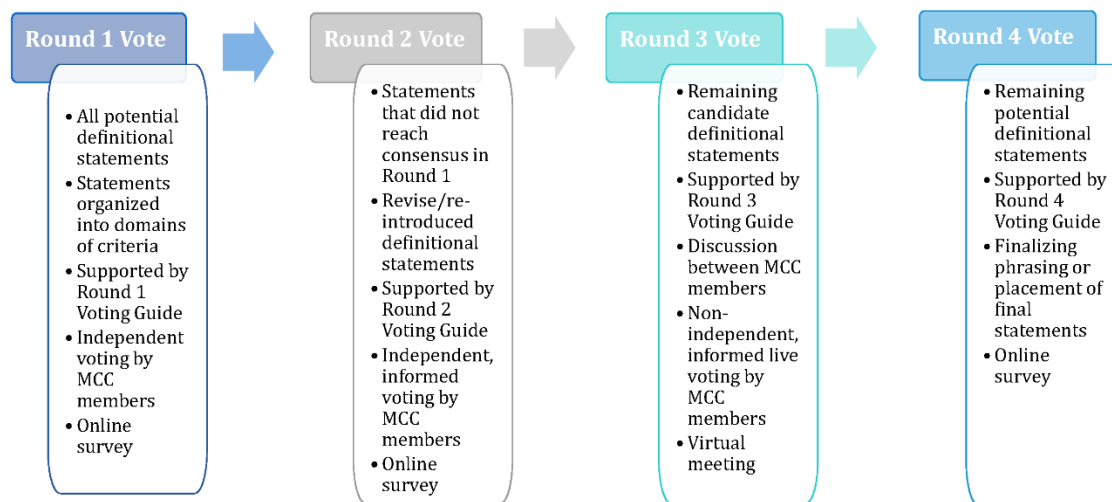 Round 1 Vote
• All potential
definitional
statements
• Statements
organized
into domains
of criteria
• Supported by
Round 1
Voting Guide
• Independent
voting by
MCC
members
• Online
survey
Round 2 Vote
• Statements
that did not
reach
consensus in
Round 1
• Revise/re-
introduced
definitional
statements
• Supported by
Round 2
Voting Guide
• Independent,
informed
voting by
MCC
members
• Online
survey
Round 3 Vote
• Remaining
candidate
definitional
statements
• Supported by
Round 3
Voting Guide
• Discussion
between MCC
members
• Non-
independent,
informed live
voting by
MCC
members
• Virtual
meeting
Round 4 Vote
• Remaining
potential
definitional
statements
• Supported by
Round 4
Voting Guide
• Finalizing
phrasing or
placement of
final
statements
• Online
survey